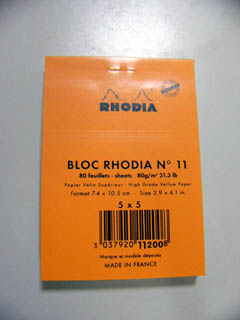 RHODIA
BLOC RHODIA Nº 11
80 feuillets - sheets 80g/m² 21.3 lb
Papier Velin Supérieur - High Grade Vellum Paper
Format 7.4 x 10.5 cm - Size 2.9 x 4.1 in.
5 x 5
3 037920 112008
Marque et modèle déposés
MADE IN FRANCE